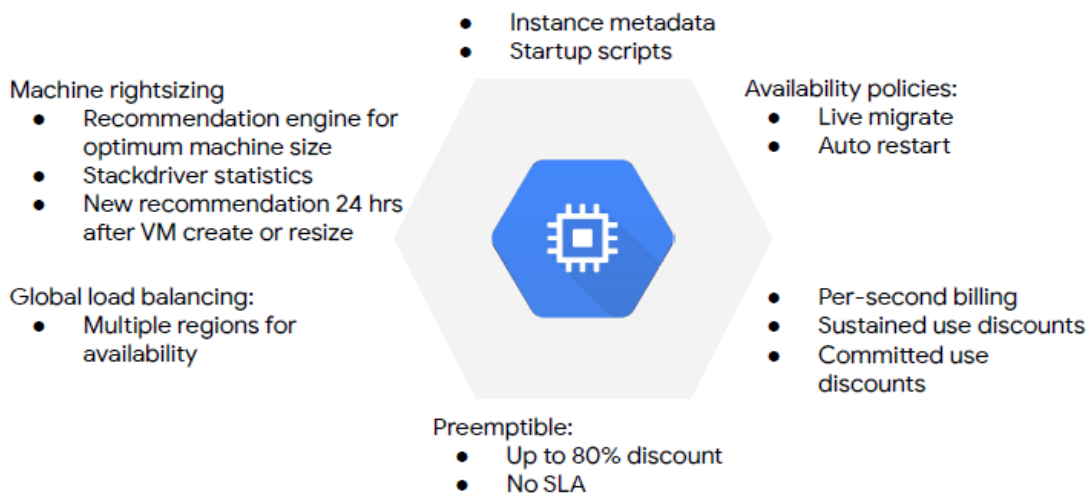 ● Instance metadata
● Startup scripts
Machine rightsizing
● Recommendation engine for
optimum machine size
● Stackdriver statistics
● New recommendation 24 hrs
after VM create or resize
Availability policies:
● Live migrate
● Auto restart
Global load balancing:
● Multiple regions for
availability
● Per-second billing
● Sustained use discounts
● Committed use
discounts
Preemptible:
● Up to 80% discount
● No SLA